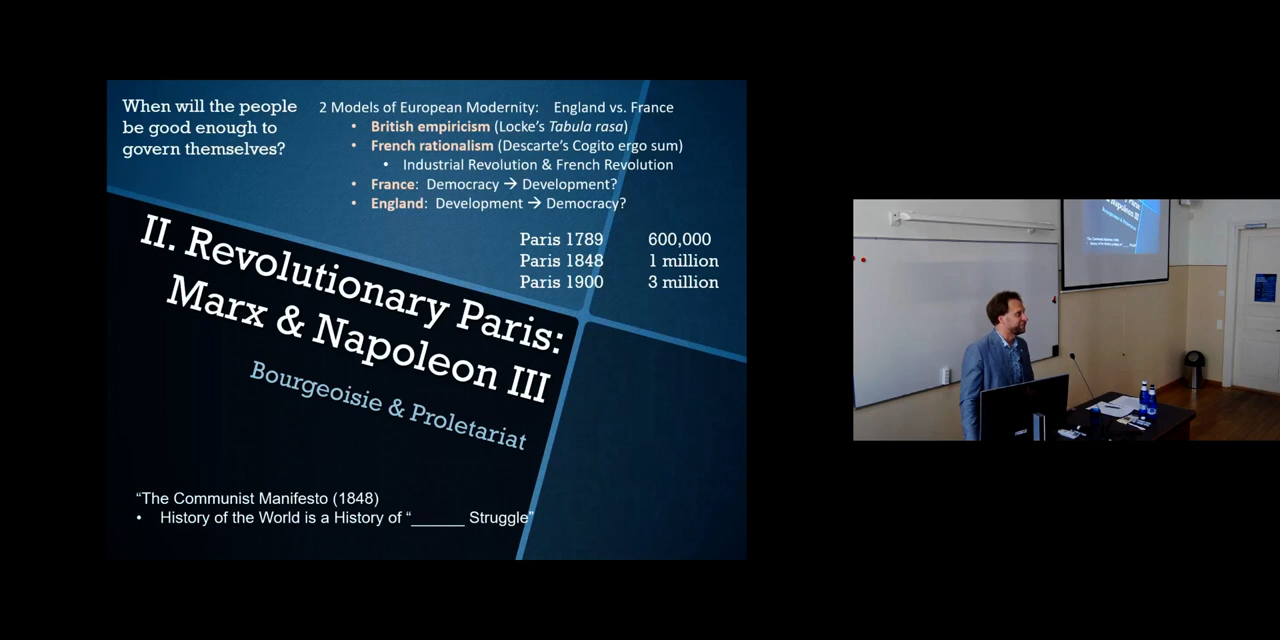 When will the people
be good enough to
govern themselves?
2 Models of European Modernity: England vs. France
• British empiricism (Locke's Tabula rasa)
• French rationalism (Descarte's Cogito ergo sum)
• Industrial Revolution & French Revolution
• France: Democracy → Development?
• England: Development → Democracy?
Paris 1789 600,000
Paris 1848 1 million
Paris 1900 3 million
II. Revolutionary Paris:
Marx & Napoleon III
Bourgeoisie & Proletariat
“The Communist Manifesto (1848)
• History of the World is a History of “______ Struggle”